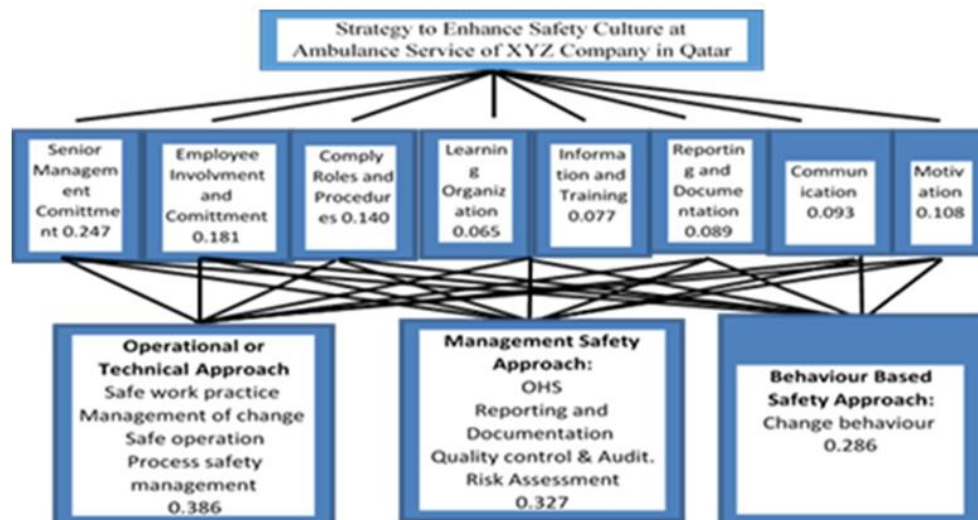 Strategy to Enhance Safety Culture at
Ambulance Service of XYZ Company in Qatar
Senior
Managem
ent
Comittme
nt 0.247
Employee
Involvment
and
Comittment
0.181
Comply
Roles and
Procedur
es 0.140
Learnin
g
Organiz
ation
0.065
Informa
tion and
Training
0.077
Reportin
g and
Docume
ntation
0.089
Commun
ication
0.093
Motiv
ation
0.108
Operational or
Technical Approach
Safe work practice
Management of change
Safe operation
Process safety
management
0.386
Management Safety
Approach:
OHS
Reporting and
Documentation
Quality control & Audit.
Risk Assessment
0.327
Behaviour Based
Safety Approach:
Change behaviour
0.286